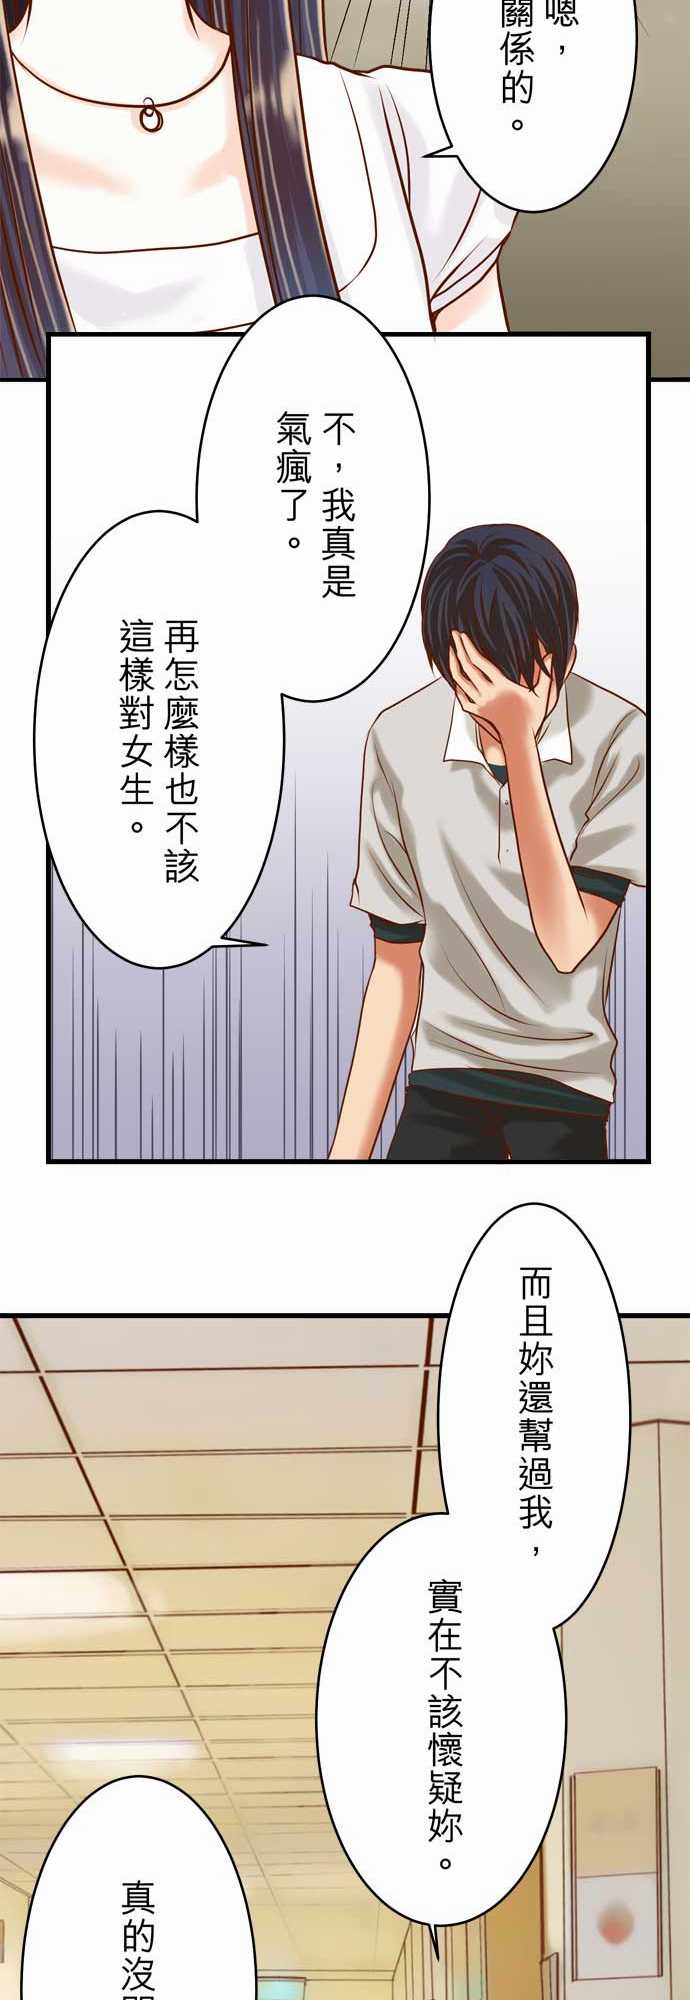 嗯，
關係的。
不，我真是
氣瘋了。
再怎麼樣也不該
這樣對女生。
而且妳還幫過我，
實在不該懷疑妳。
真的沒